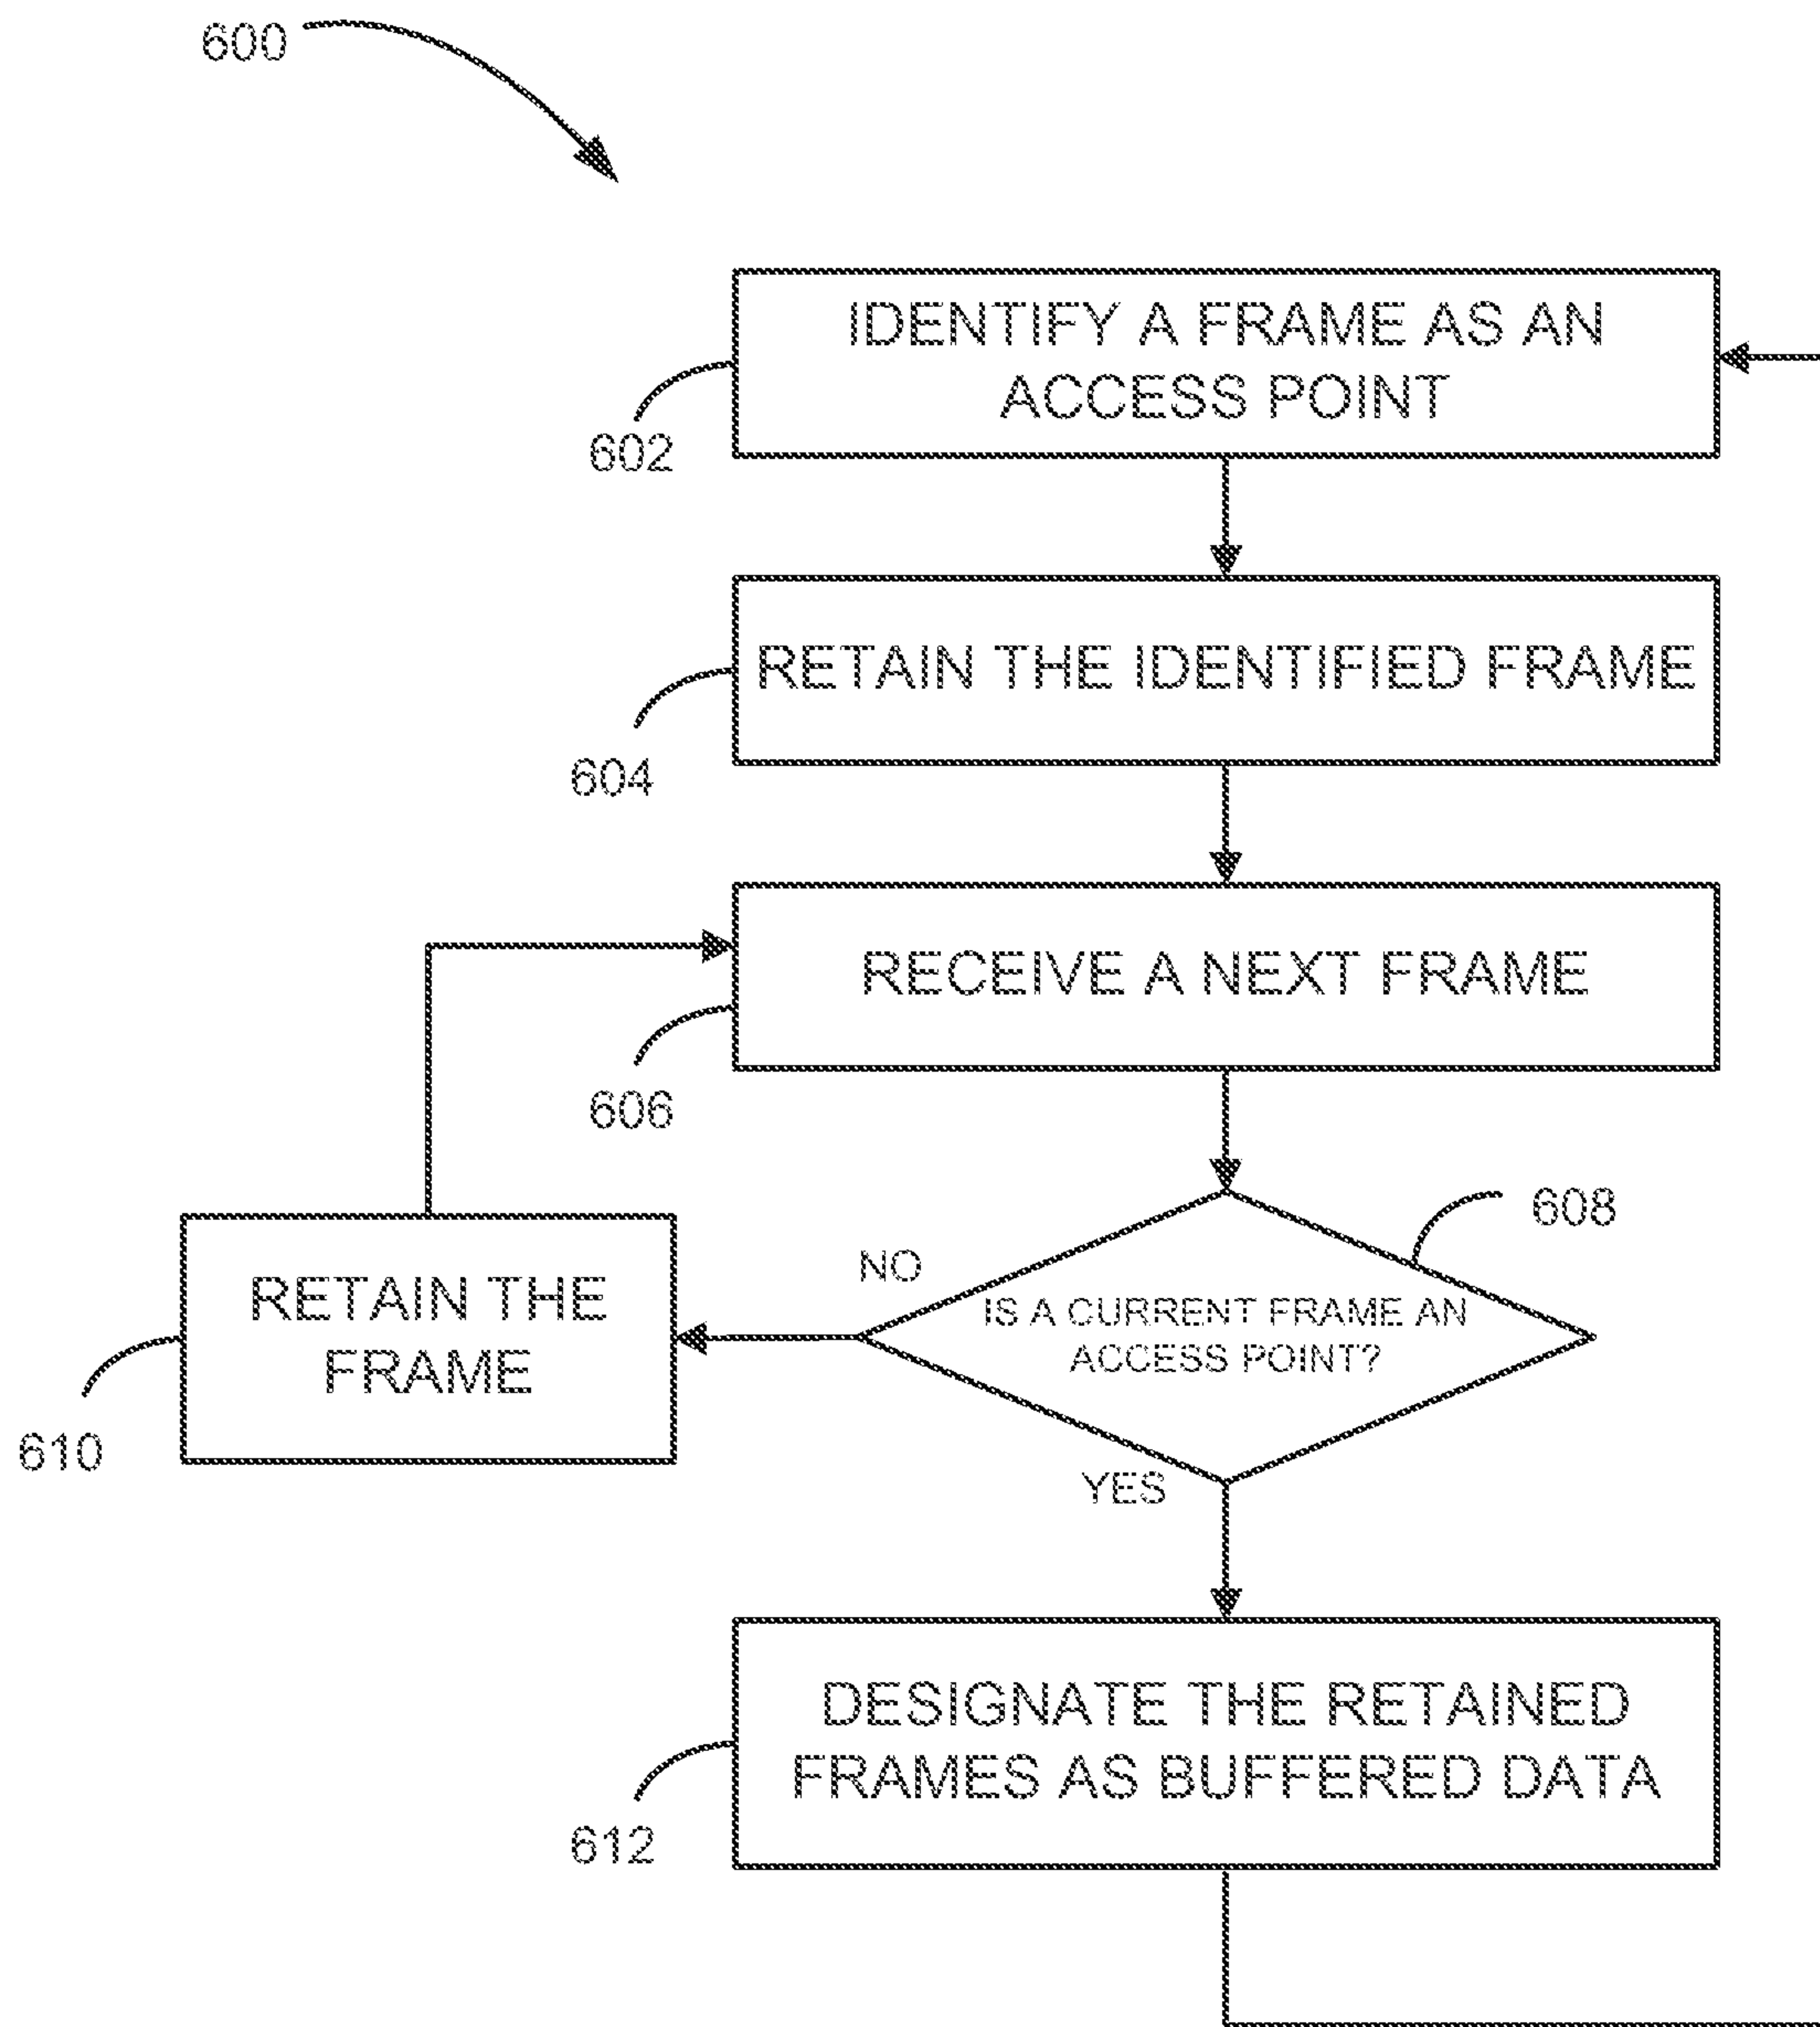 600
IDENTIFY A FRAME AS AN
ACCESS POINT
602
RETAIN THE IDENTIFIED FRAME
604
RECEIVE A NEXT FRAME
606
608
NO
IS A CURRENT FRAME AN
ACCESS POINT?
RETAIN THE
FRAME
610
YES
DESIGNATE THE RETAINED
FRAMES AS BUFFERED DATA
612